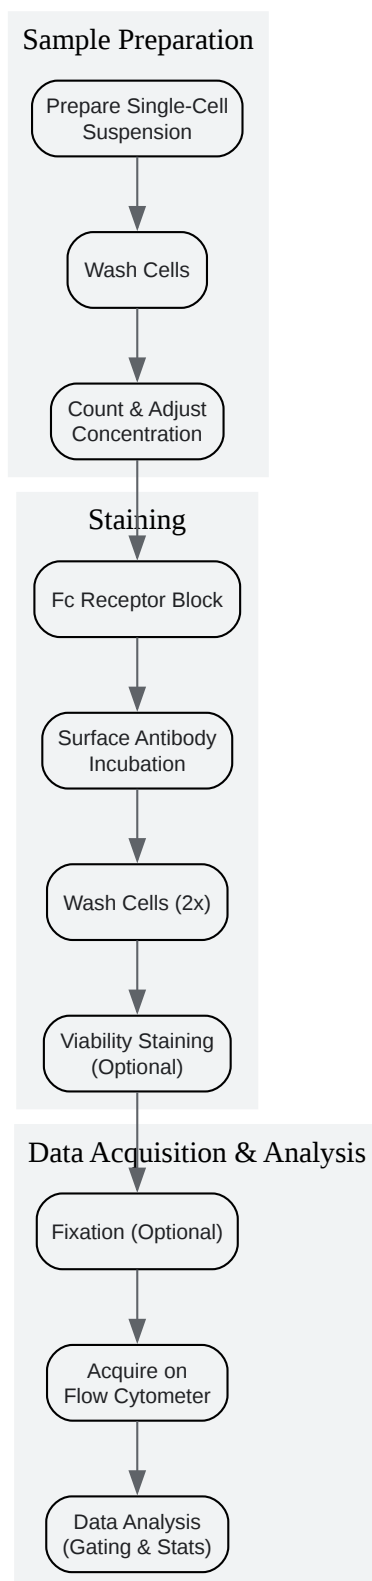 Sample Preparation
Prepare Single-Cell
Suspension
Wash Cells
Count & Adjust
Concentration
Staining
Fc Receptor Block
Surface Antibody
Incubation
Wash Cells (2x)
Viability Staining
(Optional)
Data Acquisition & Analysis
Fixation (Optional)
Acquire on
Flow Cytometer
Data Analysis
(Gating & Stats)